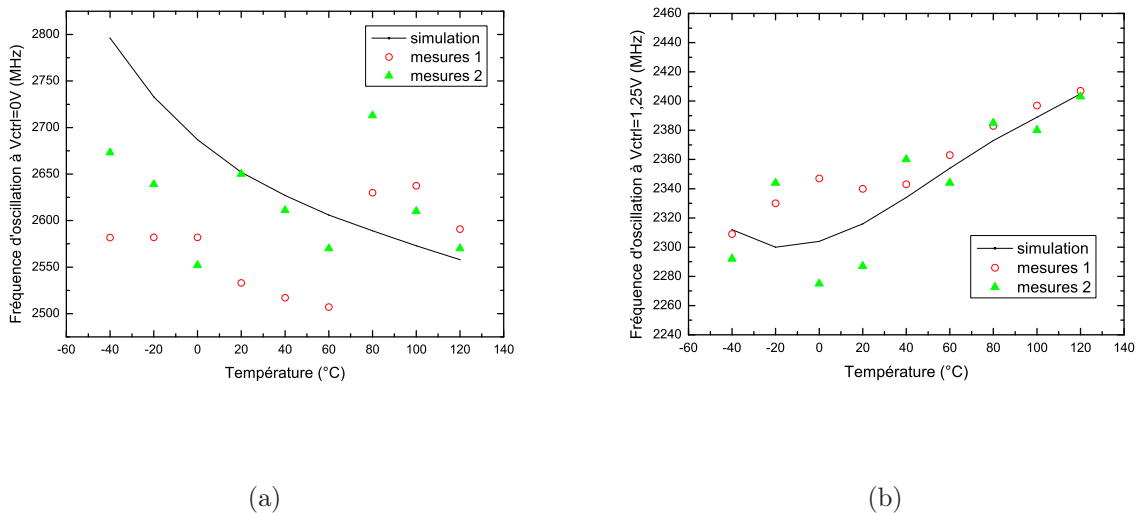 2800
2750
2700
2650
2600
2550
2500
-60 -40 -20 0 20 40 60 80 100 120 140
Fréquence d'oscillation à Vctrl=0V (MHz)
Température (°C)
simulation
mesures 1
mesures 2
(a)
2460
2440
2420
2400
2380
2360
2340
2320
2300
2280
2260
2240
-60 -40 -20 0 20 40 60 80 100 120 140
Fréquence d'oscillation à Vctrl=1,25V (MHz)
Température (°C)
simulation
mesures 1
mesures 2
(b)